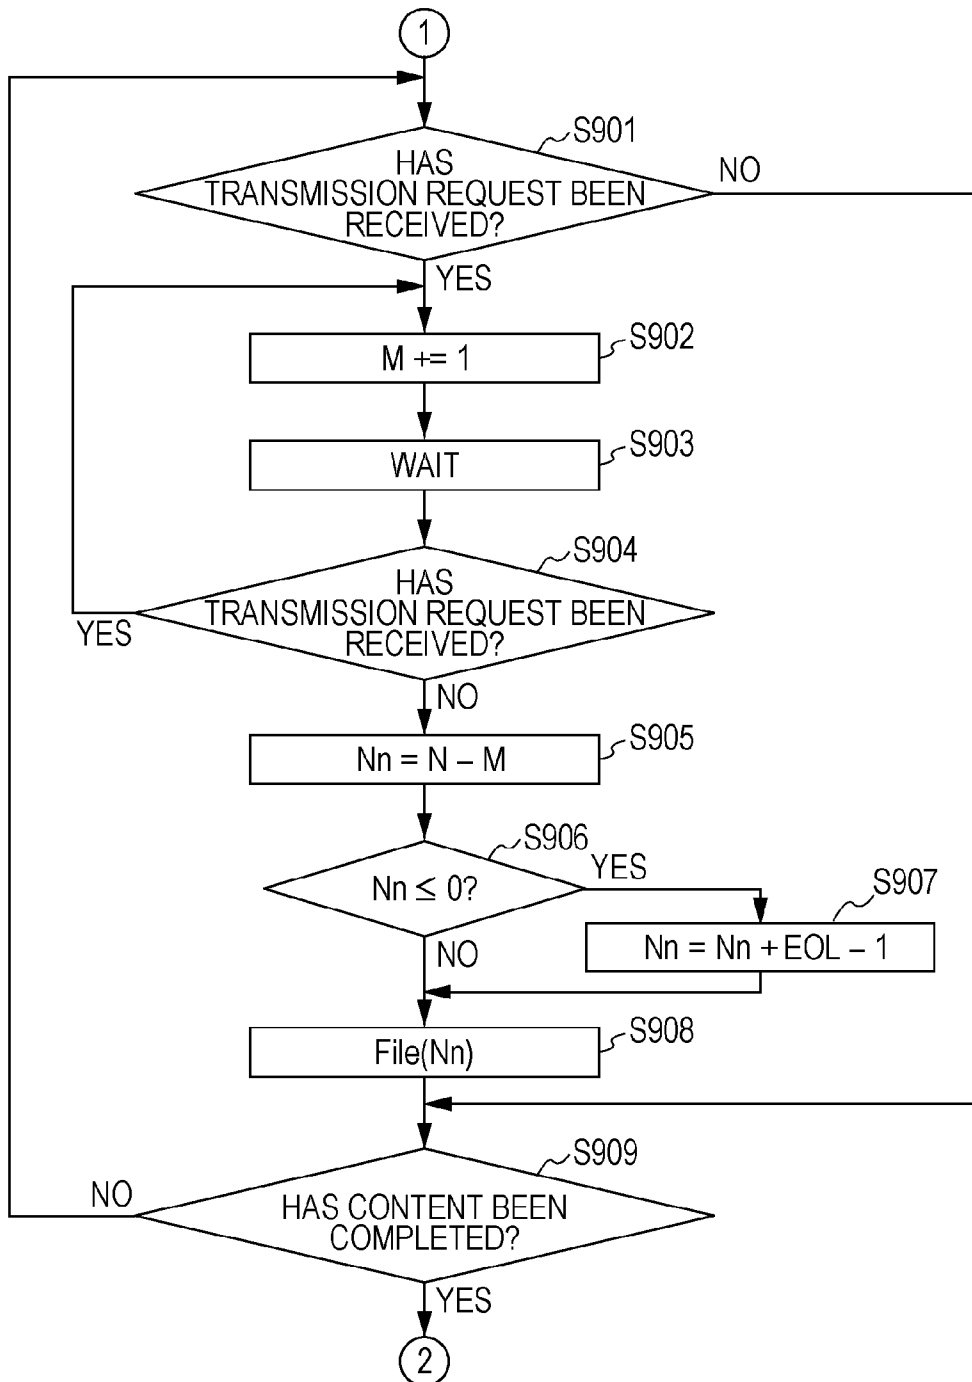 1
S901
HAS
TRANSMISSION REQUEST BEEN
RECEIVED?
NO
YES
S902
M += 1
S903
WAIT
S904
HAS
TRANSMISSION REQUEST BEEN
RECEIVED?
YES
NO
S905
Nn = N – M
S906
Nn ≤ 0?
YES
NO
S907
Nn = Nn + EOL – 1
S908
File(Nn)
S909
HAS CONTENT BEEN
COMPLETED?
NO
YES
2